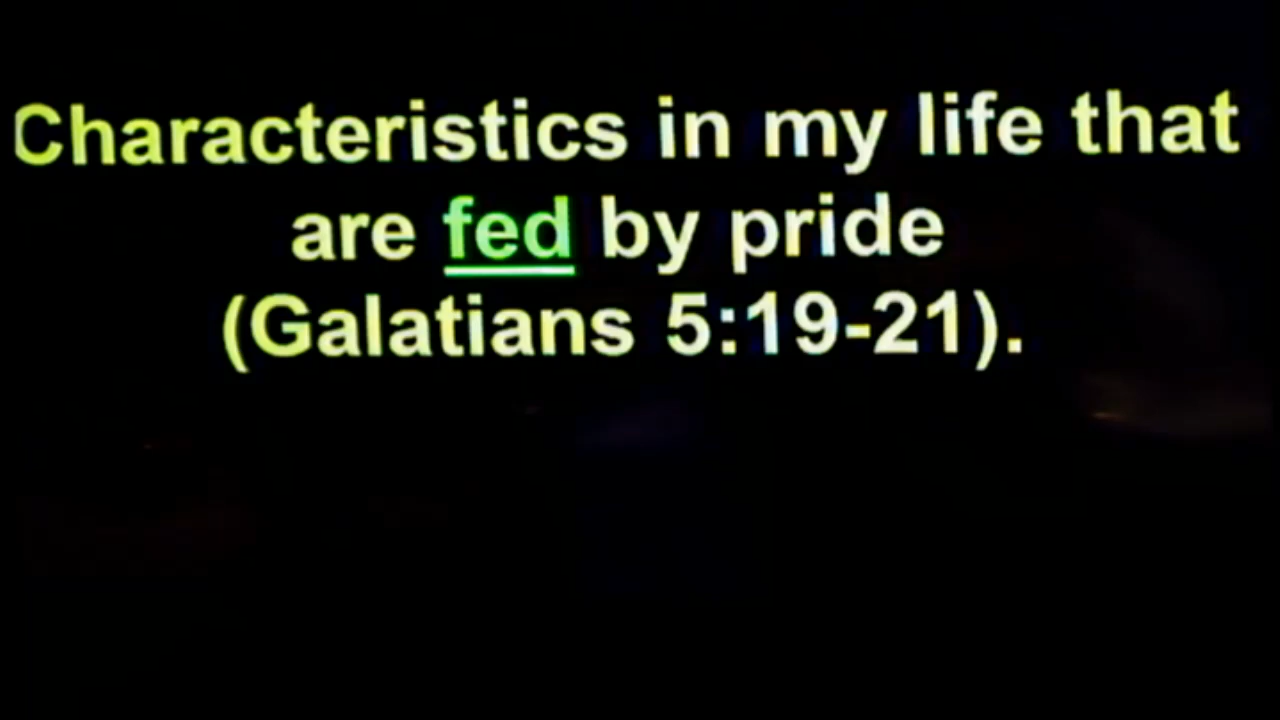 Characteristics in my life that
are fed by pride
(Galatians 5:19-21).